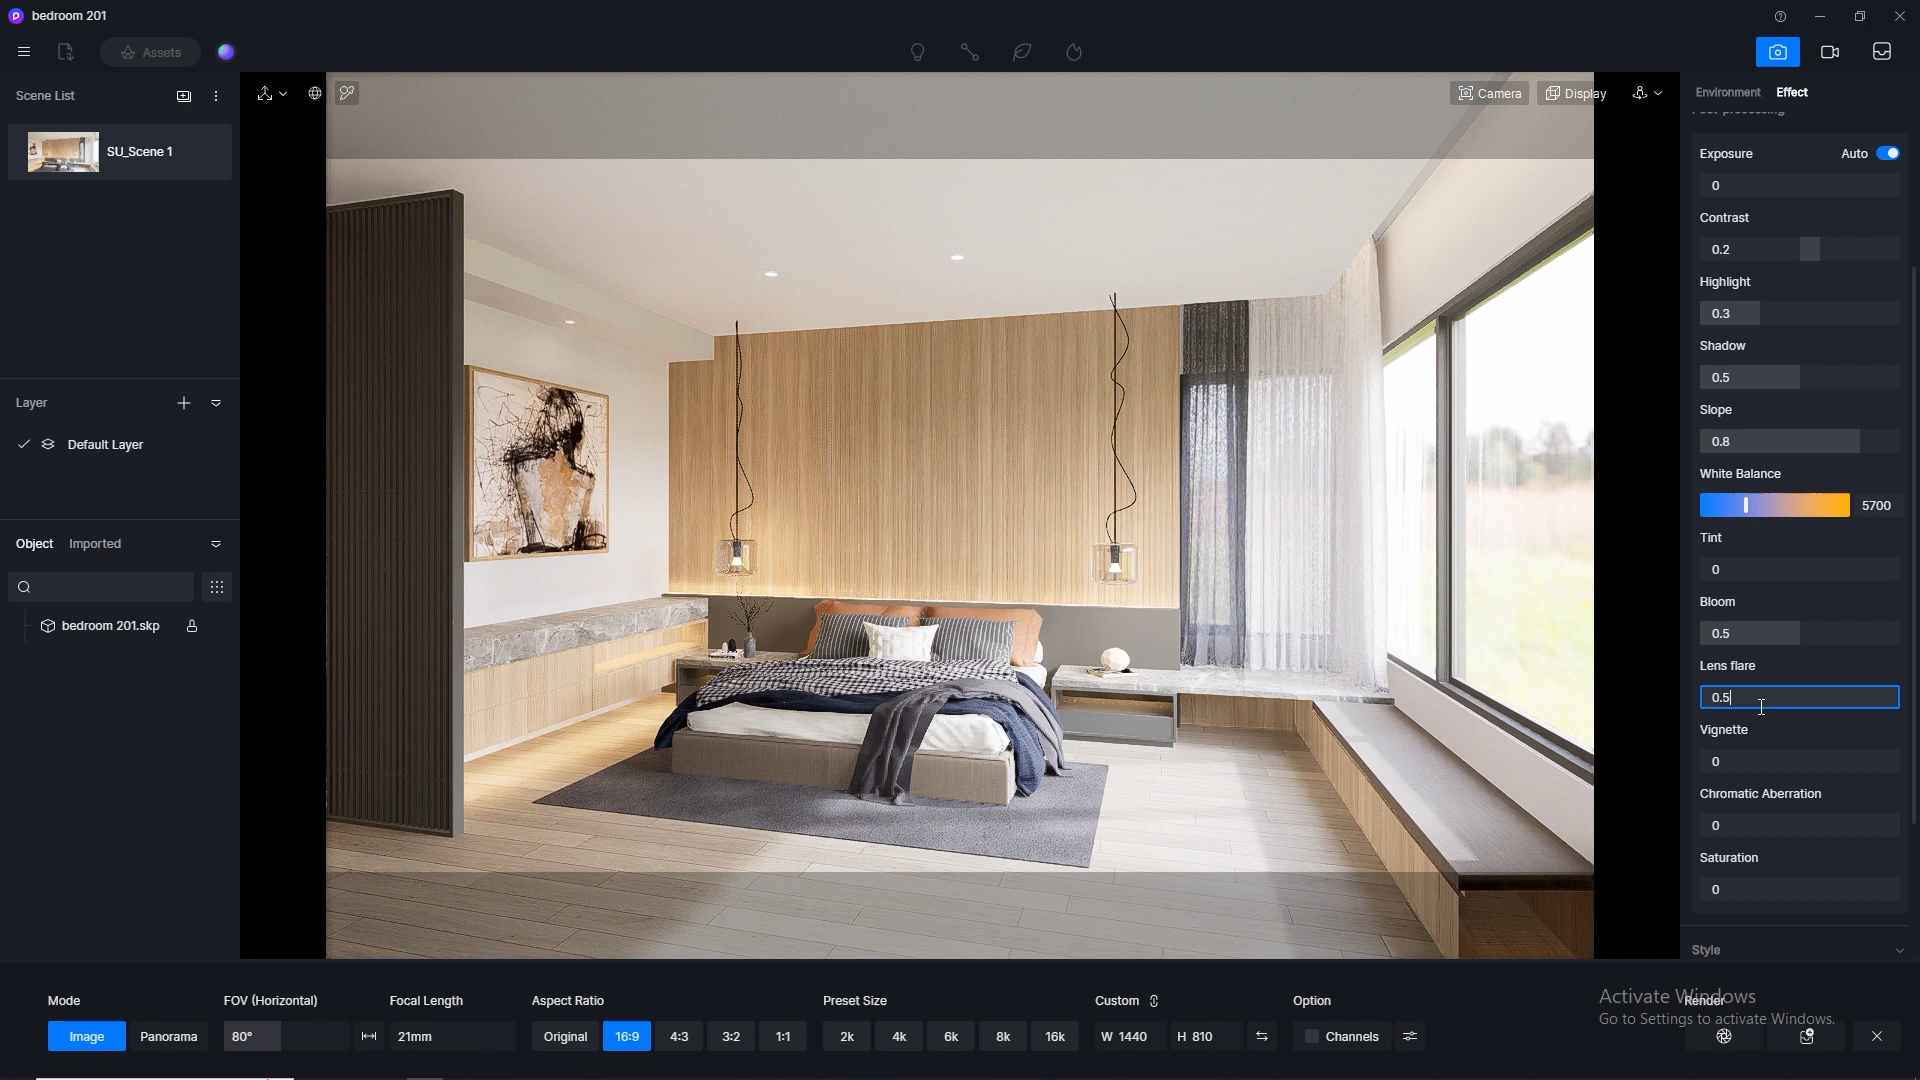 bedroom 201
Assets
Scene List
SU_Scene 1
Layer
Default Layer
Object Imported
bedroom 201.skp
Camera Display
Environment Effect
Exposure Auto
0
Contrast
0.2
Highlight
0.3
Shadow
0.5
Slope
0.8
White Balance
5700
Tint
0
Bloom
0.5
Lens flare
0.5
Vignette
0
Chromatic Aberration
0
Saturation
0
Style
Mode
Image Panorama
FOV (Horizontal)
80°
Focal Length
21mm
Aspect Ratio
Original 16:9 4:3 3:2 1:1
Preset Size
2k 4k 6k 8k 16k
Custom
W 1440 H 810
Option
Channels
Render
Activate Windows
Go to Settings to activate Windows.